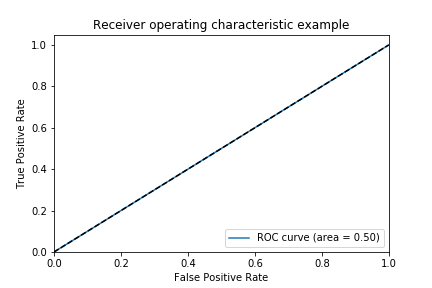 Receiver operating characteristic example
1.0
0.8
0.6
0.4
0.2
0.0
True Positive Rate
ROC curve (area = 0.50)
0.0 0.2 0.4 0.6 0.8 1.0
False Positive Rate